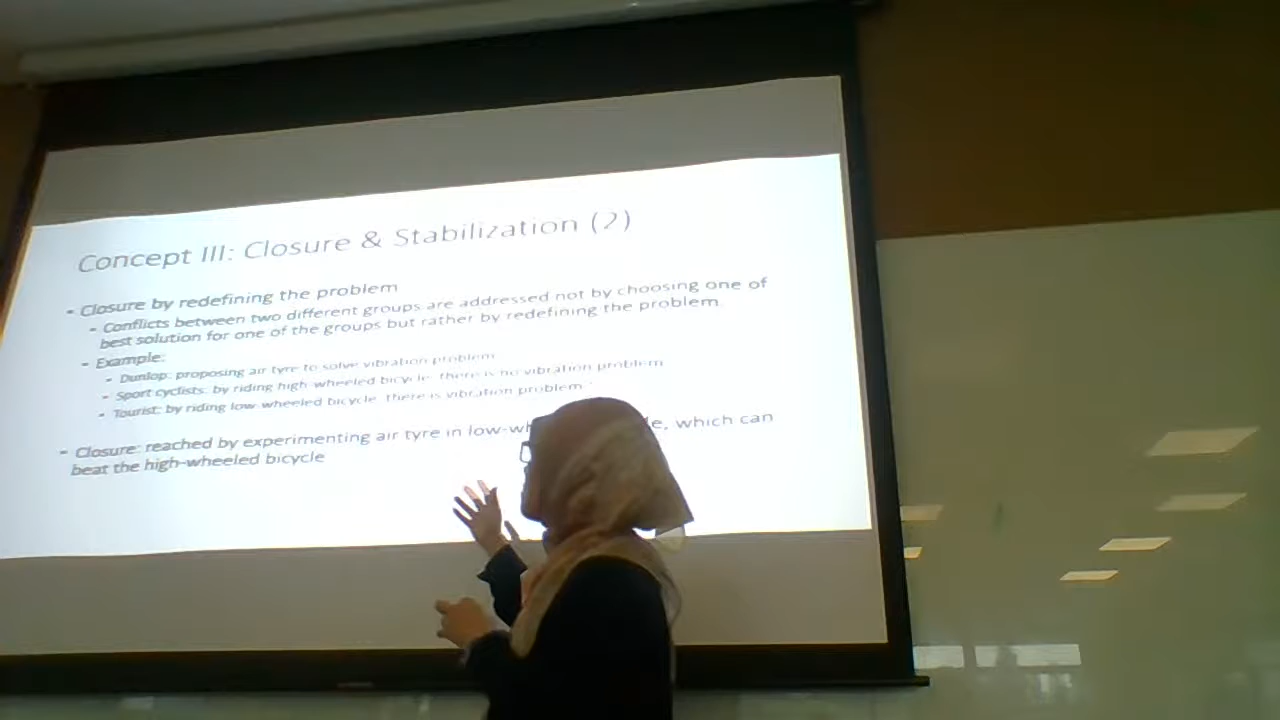 Concept III: Closure & Stabilization (2)
- Closure by redefining the problem
- Conflicts between two different groups are addressed not by choosing one of
best solution for one of the groups but rather by redefining the problem.
- Example:
- Dunlop: proposing air tyre to solve vibration problem
- Sport cyclists: by riding high-wheeled bicycle there is no vibration problem
- Tourist: by riding low-wheeled bicycle there is vibration problem
- Closure: reached by experimenting air tyre in which can
beat the high-wheeled bicycle